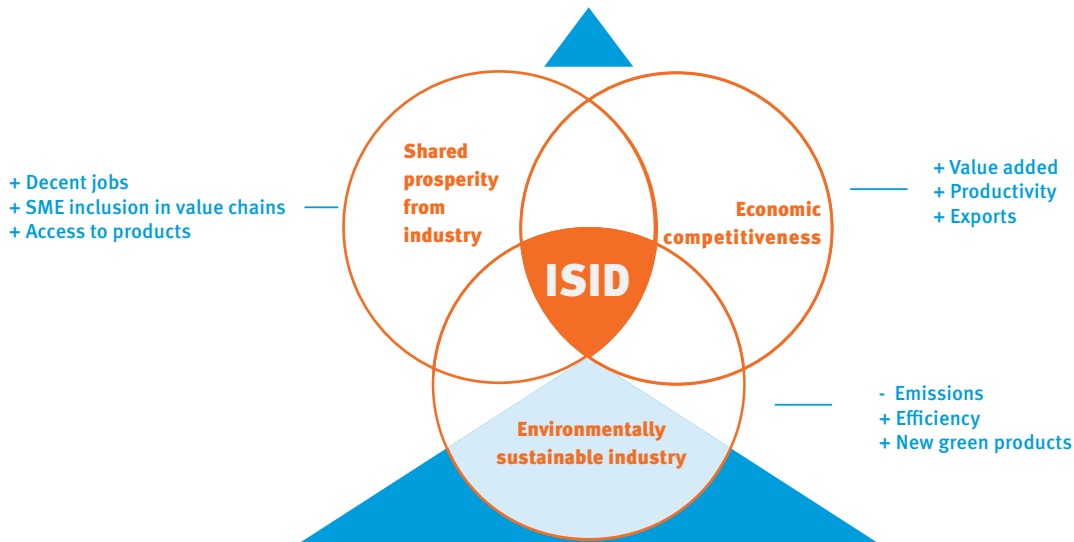 Shared
prosperity
from
industry
+ Decent jobs
+ SME inclusion in value chains
+ Access to products
Economic
competitiveness
+ Value added
+ Productivity
+ Exports
ISID
Environmentally
sustainable industry
- Emissions
+ Efficiency
+ New green products